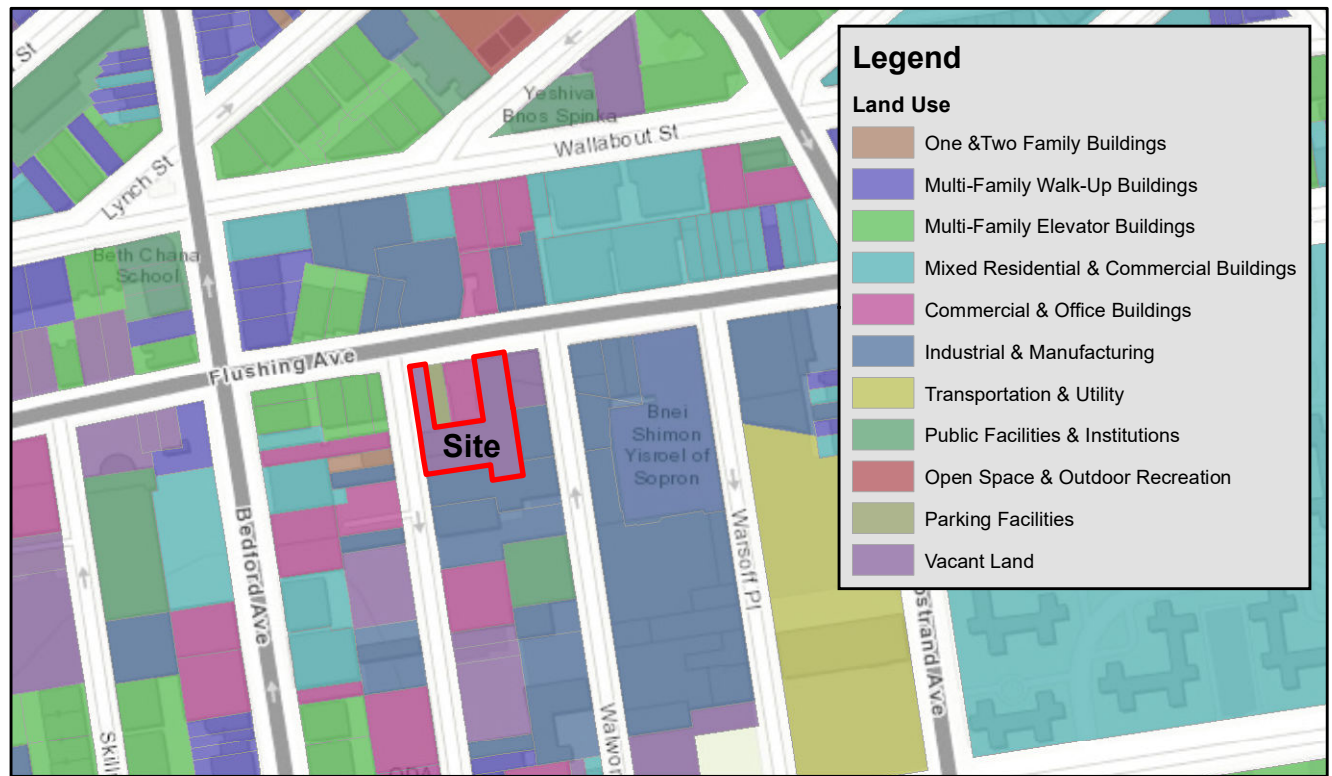 St
Lynch St
Yeshiva
Bnos Spinka
Wallabout St
Beth Chana
School
Flushing Ave
Site
Bnei
Shimon
Yisroel of
Sopron
Bedford Ave
Warsoff Pl
ostrand Ave
Skill
Walwor
Legend
Land Use
One &Two Family Buildings
Multi-Family Walk-Up Buildings
Multi-Family Elevator Buildings
Mixed Residential & Commercial Buildings
Commercial & Office Buildings
Industrial & Manufacturing
Transportation & Utility
Public Facilities & Institutions
Open Space & Outdoor Recreation
Parking Facilities
Vacant Land